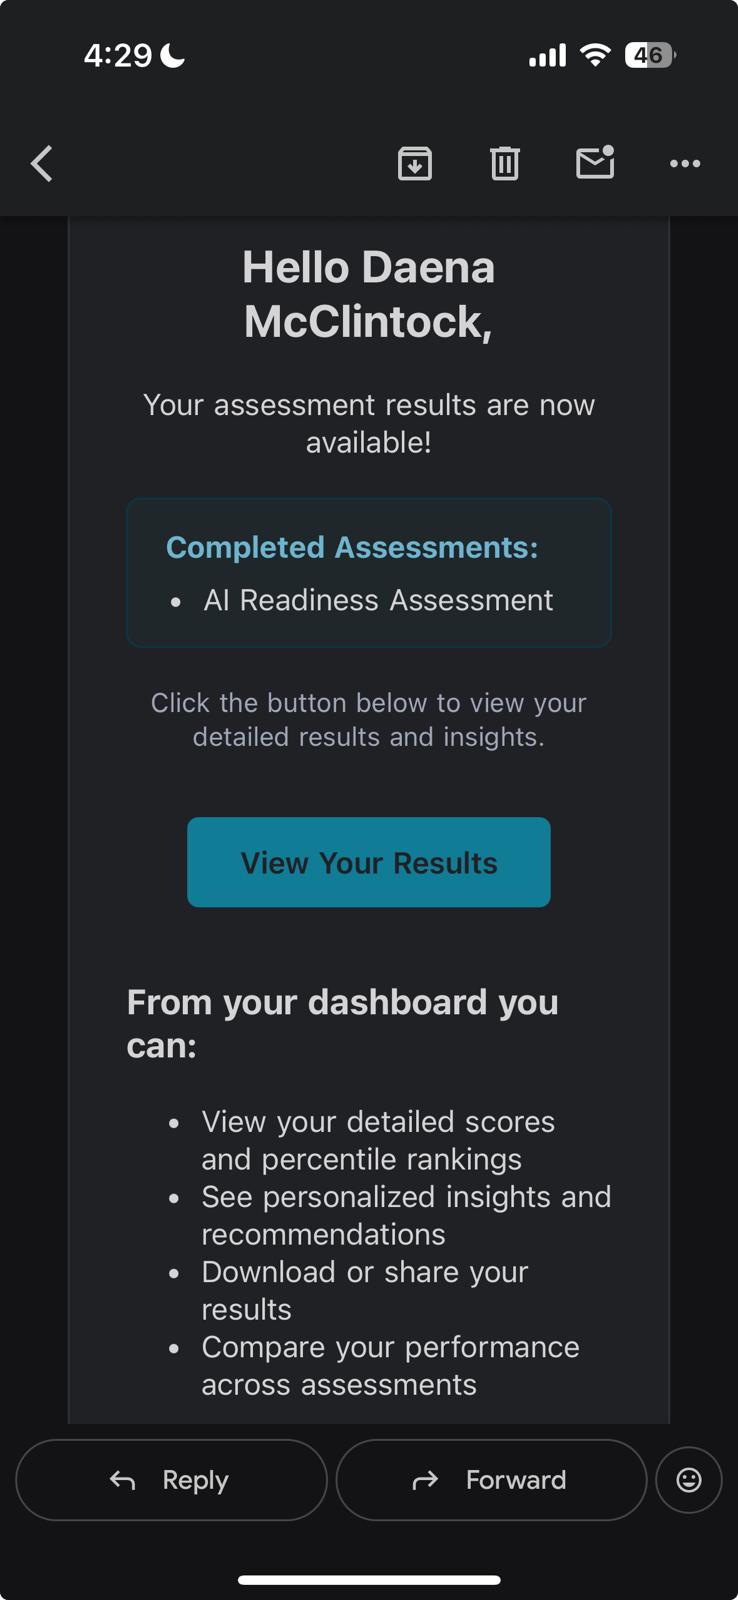 4:29
46
Hello Daena
McClintock,
Your assessment results are now
available!
Completed Assessments:
• AI Readiness Assessment
Click the button below to view your
detailed results and insights.
View Your Results
From your dashboard you
can:
• View your detailed scores
and percentile rankings
• See personalized insights and
recommendations
• Download or share your
results
• Compare your performance
across assessments
Reply
Forward